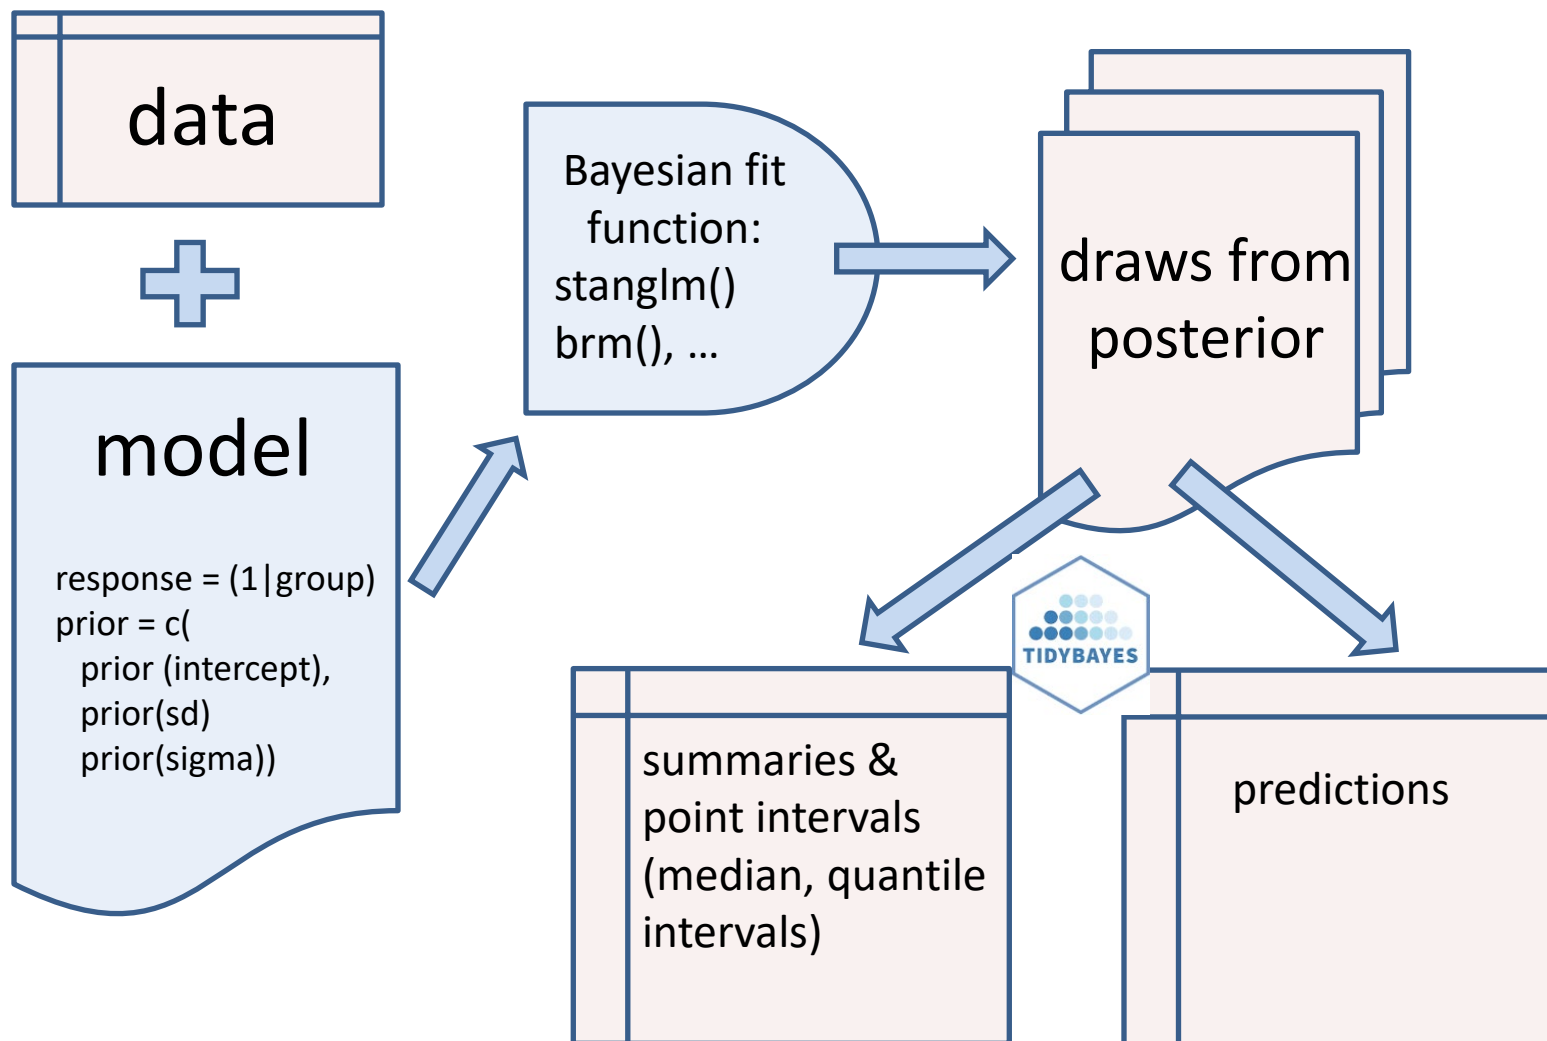 data
model
response = (1|group)
prior = c(
prior (intercept),
prior(sd)
prior(sigma))
Bayesian fit
function:
stanglm()
brm(), ...
draws from
posterior
TIDYBAYES
summaries &
point intervals
(median, quantile
intervals)
predictions